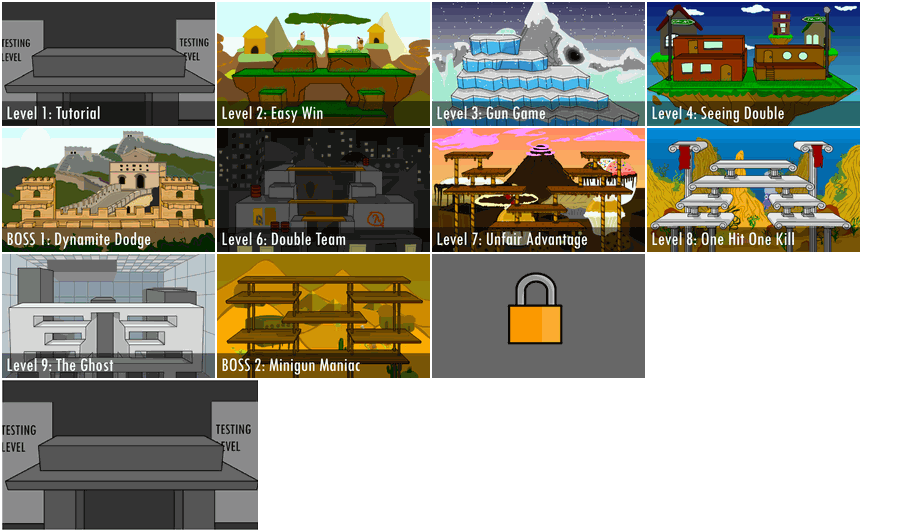 TESTING
LEVEL
TESTING
LEVEL
Level 1: Tutorial
Level 2: Easy Win
Level 3: Gun Game
Level 4: Seeing Double
BOSS 1: Dynamite Dodge
Level 6: Double Team
Level 7: Unfair Advantage
Level 8: One Hit One Kill
Level 9: The Ghost
BOSS 2: Minigun Maniac
TESTING
LEVEL
TESTING
LEVEL